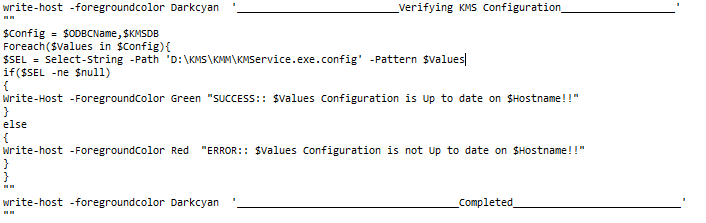 write-host -foregroundcolor Darkcyan '_________________________Verifying KMS Configuration__________________'
""
$Config = $ODBCName,$KMSDB
Foreach($Values in $Config){
$SEL = Select-String -Path 'D:\KMS\KMM\KMService.exe.config' -Pattern $Values
if($SEL -ne $null)
{
Write-Host -ForegroundColor Green "SUCCESS:: $Values Configuration is Up to date on $Hostname!!"
}
else
{
Write-host -ForegroundColor Red  "ERROR:: $Values Configuration is not Up to date on $Hostname!!"
}
}
""
write-host -foregroundcolor Darkcyan  '___________________________________Completed__________________________'
""